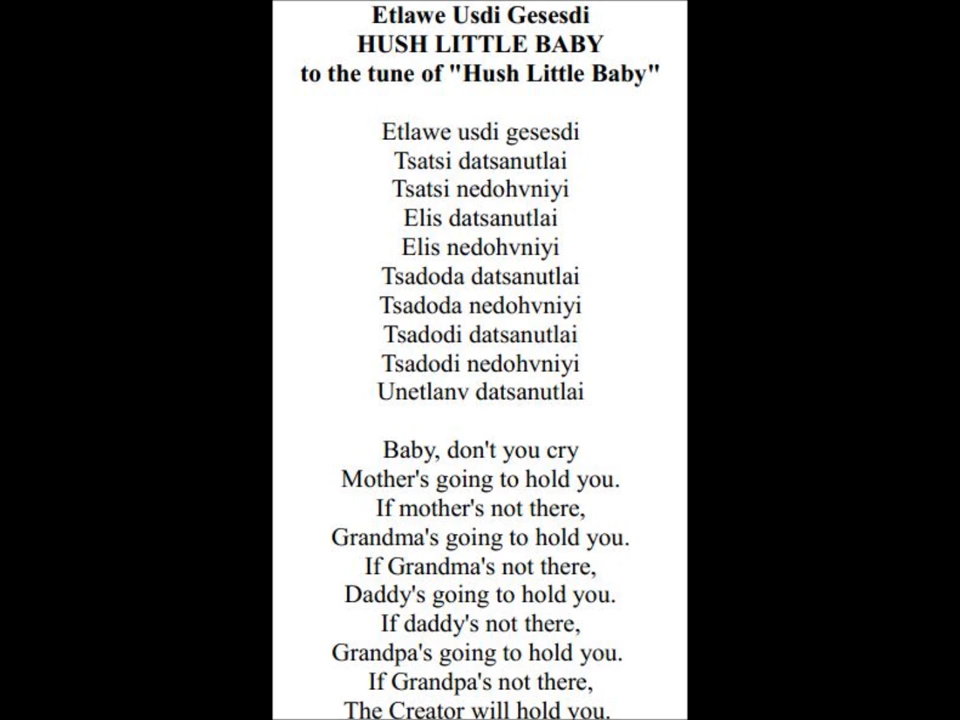 Etlawe Usdi Gesesdi
HUSH LITTLE BABY
to the tune of "Hush Little Baby"
Etlawe usdi gesesdi
Tsatsi datsanutlai
Tsatsi nedohvniyi
Elis datsanutlai
Elis nedohvniyi
Tsadoda datsanutlai
Tsadoda nedohvniyi
Tsadodi datsanutlai
Tsadodi nedohvniyi
Unetlanv datsanutlai
Baby, don't you cry
Mother's going to hold you.
If mother's not there,
Grandma's going to hold you.
If Grandma's not there,
Daddy's going to hold you.
If daddy's not there,
Grandpa's going to hold you.
If Grandpa's not there,
The Creator will hold you.